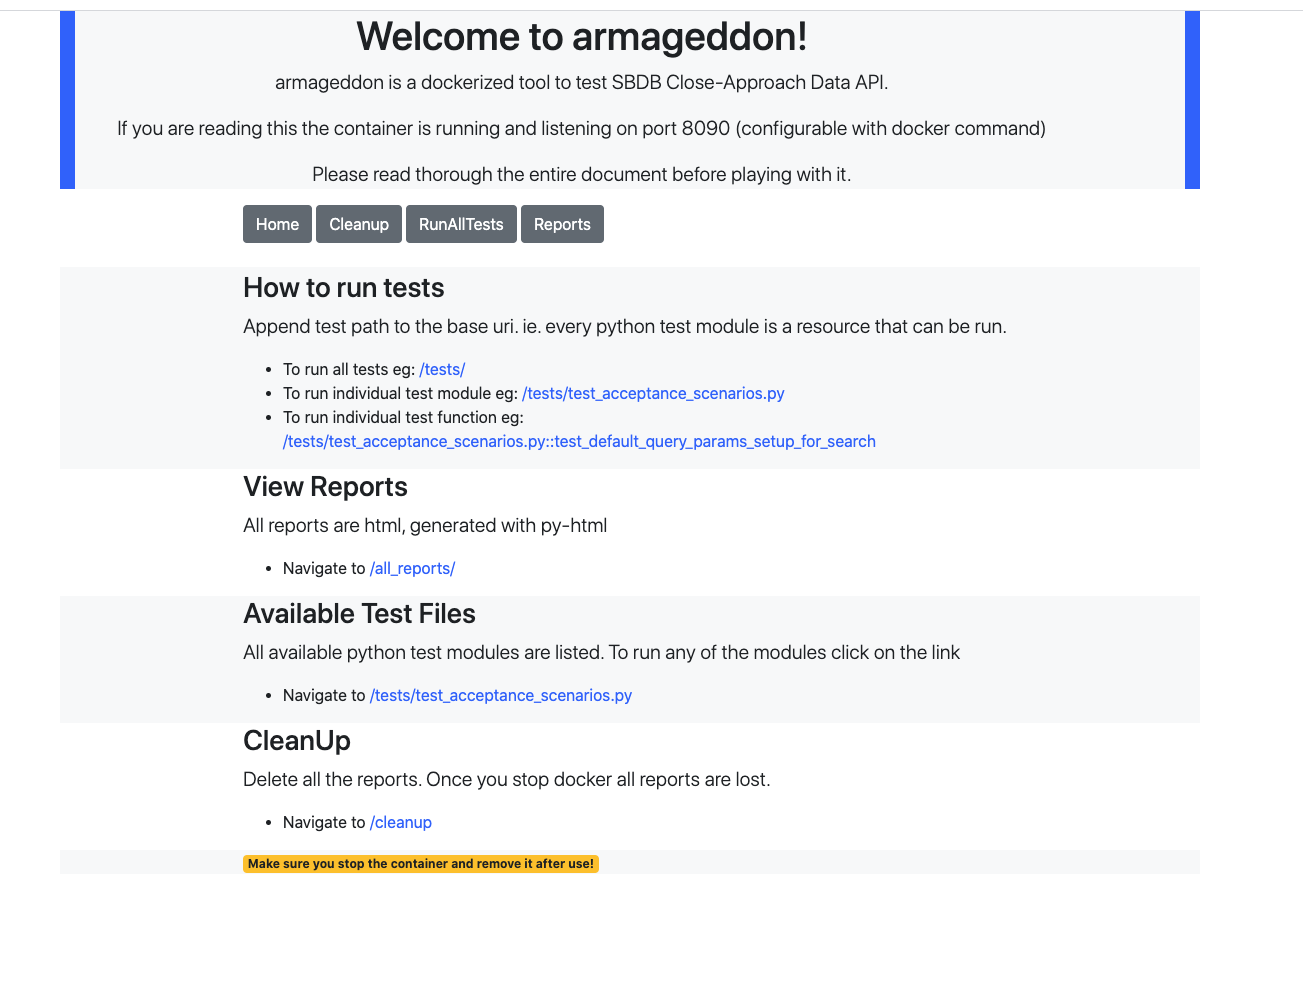 Welcome to armageddon!
armageddon is a dockerized tool to test SBDB Close-Approach Data API.
If you are reading this the container is running and listening on port 8090 (configurable with docker command)
Please read thorough the entire document before playing with it.
Home Cleanup RunAllTests Reports
How to run tests
Append test path to the base uri. ie. every python test module is a resource that can be run.
• To run all tests eg: /tests/
• To run individual test module eg: /tests/test_acceptance_scenarios.py
• To run individual test function eg:
/tests/test_acceptance_scenarios.py::test_default_query_params_setup_for_search
View Reports
All reports are html, generated with py-html
• Navigate to /all_reports/
Available Test Files
All available python test modules are listed. To run any of the modules click on the link
• Navigate to /tests/test_acceptance_scenarios.py
CleanUp
Delete all the reports. Once you stop docker all reports are lost.
• Navigate to /cleanup
Make sure you stop the container and remove it after use!